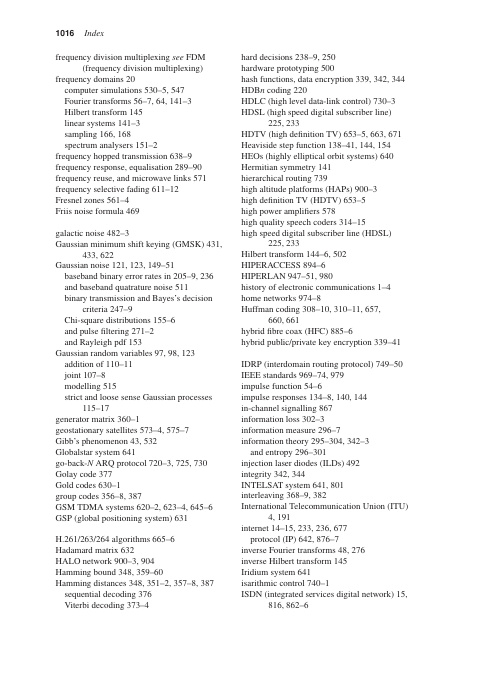 1016 Index
frequency division multiplexing see FDM
(frequency division multiplexing)
frequency domains 20
computer simulations 530–5, 547
Fourier transforms 56–7, 64, 141–3
Hilbert transform 145
linear systems 141–3
sampling 166, 168
spectrum analysers 151–2
frequency hopped transmission 638–9
frequency response, equalisation 289–90
frequency reuse, and microwave links 571
frequency selective fading 611–12
Fresnel zones 561–4
Friis noise formula 469
galactic noise 482–3
Gaussian minimum shift keying (GMSK) 431,
433, 622
Gaussian noise 121, 123, 149–51
baseband binary error rates in 205–9, 236
and baseband quatrature noise 511
binary transmission and Bayes's decision
criteria 247–9
Chi-square distributions 155–6
and pulse filtering 271–2
and Rayleigh pdf 153
Gaussian random variables 97, 98, 123
addition of 110–11
joint 107–8
modelling 515
strict and loose sense Gaussian processes
115–17
generator matrix 360–1
geostationary satellites 573–4, 575–7
Gibb's phenomenon 43, 532
Globalstar system 641
go-back-N ARQ protocol 720–3, 725, 730
Golay code 377
Gold codes 630–1
group codes 356–8, 387
GSM TDMA systems 620–2, 623–4, 645–6
GSP (global positioning system) 631
H.261/263/264 algorithms 665–6
Hadamard matrix 632
HALO network 900–3, 904
Hamming bound 348, 359–60
Hamming distances 348, 351–2, 357–8, 387
sequential decoding 376
Viterbi decoding 373–4
hard decisions 238–9, 250
hardware prototyping 500
hash functions, data encryption 339, 342, 344
HDBn coding 220
HDLC (high level data-link control) 730–3
HDSL (high speed digital subscriber line)
225, 233
HDTV (high definition TV) 653–5, 663, 671
Heaviside step function 138–41, 144, 154
HEOs (highly elliptical orbit systems) 640
Hermitian symmetry 141
hierarchical routing 739
high altitude platforms (HAPs) 900–3
high definition TV (HDTV) 653–5
high power amplifiers 578
high quality speech coders 314–15
high speed digital subscriber line (HDSL)
225, 233
Hilbert transform 144–6, 502
HIPERACCESS 894–6
HIPERLAN 947–51, 980
history of electronic communications 1–4
home networks 974–8
Huffman coding 308–10, 310–11, 657,
660, 661
hybrid fibre coax (HFC) 885–6
hybrid public/private key encryption 339–41
IDRP (interdomain routing protocol) 749–50
IEEE standards 969–74, 979
impulse function 54–6
impulse responses 134–8, 140, 144
in-channel signalling 867
information loss 302–3
information measure 296–7
information theory 295–304, 342–3
and entropy 296–301
injection laser diodes (ILDs) 492
integrity 342, 344
INTELSAT system 641, 801
interleaving 368–9, 382
International Telecommunication Union (ITU)
4, 191
internet 14–15, 233, 236, 677
protocol (IP) 642, 876–7
inverse Fourier transforms 48, 276
inverse Hilbert transform 145
Iridium system 641
isarithmic control 740–1
ISDN (integrated services digital network) 15,
816, 862–6